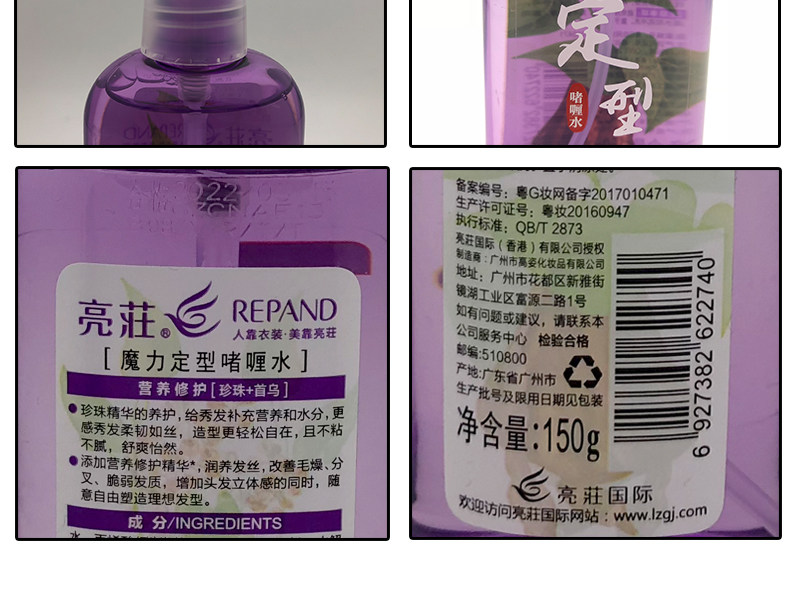 定型
啫喱水
亮莊® REPAND
人靠衣装·美靠亮莊
[ 魔力定型啫喱水 ]
营养修护[珍珠+首乌]
●珍珠精华的养护，给秀发补充营养和水分，更
感秀发柔韧如丝，造型更轻松自在，且不粘
不腻，舒爽怡然。
●添加营养修护精华*，润养发丝，改善毛燥、分
叉、脆弱发质，增加头发立体感的同时，随
意自由塑造理想发型。
成 分/INGREDIENTS
备案编号：粤G妆网备字2017010471
生产许可证号：粤妆20160947
执行标准：QB/T 2873
亮莊国际（香港）有限公司授权
制造商：广州市高姿化妆品有限公司
地址：广州市花都区新雅街
镜湖工业区富源二路1号
如有问题或建议，请联系本
公司服务中心 检验合格
邮编:510800
产地:广东省广州市
生产批号及限用日期见包装
净含量:150g
6 927382 622740
亮莊国际
欢迎访问亮莊国际网站：www.lzgj.com